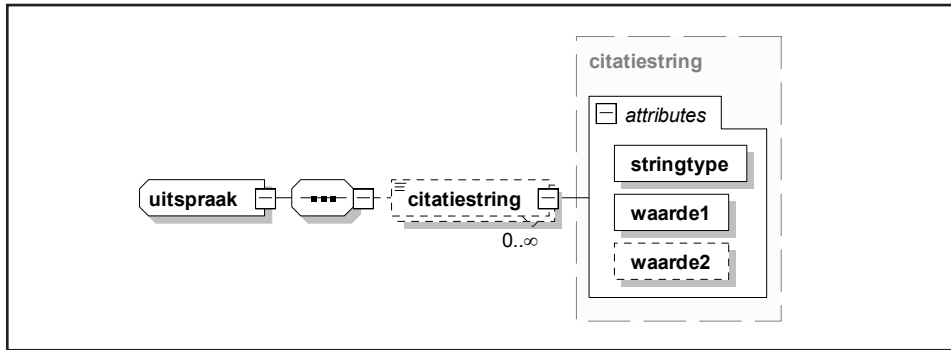 citatiestring
attributes
stringtype
uitspraak
citatiestring
waarde1
0..∞
waarde2